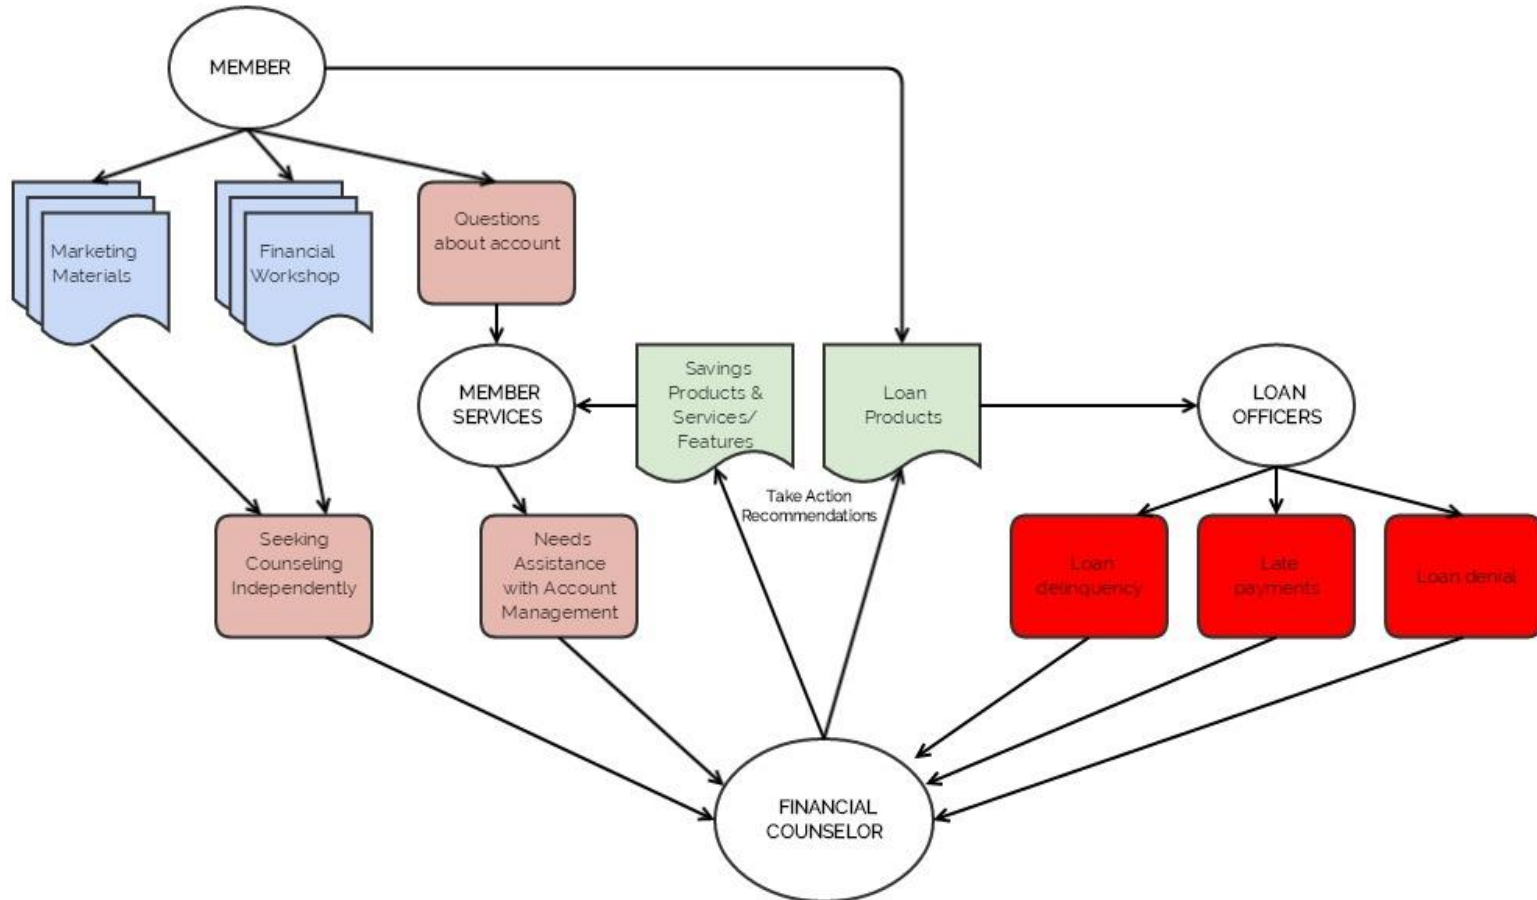 MEMBER
Questions
about account
Marketing
Materials
Financial
Workshop
MEMBER
SERVICES
Savings
Products &
Services/
Features
Loan
Products
LOAN
OFFICERS
Take Action
Recommendations
Seeking
Counseling
Independently
Needs
Assistance
with Account
Management
Loan
delinquency
Late
payments
Loan denial
FINANCIAL
COUNSELOR